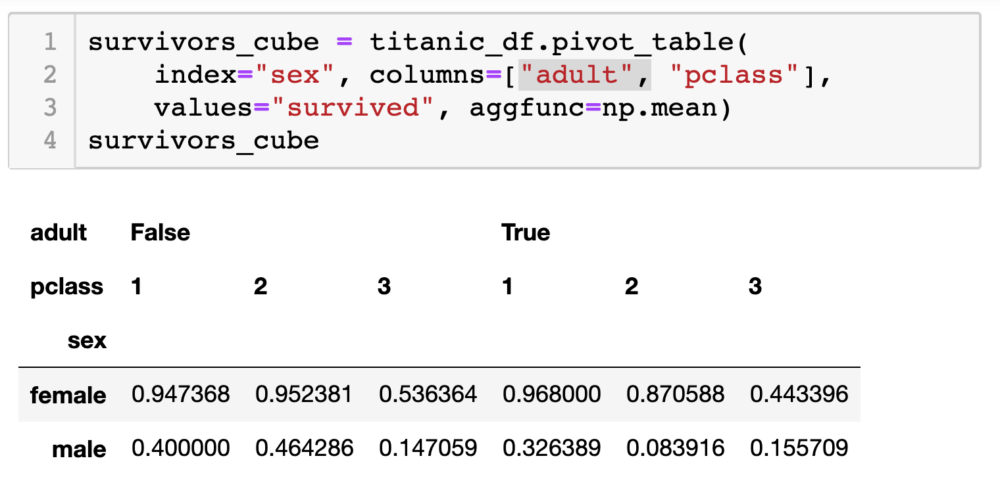 1 survivors_cube = titanic_df.pivot_table(
2     index="sex", columns=["adult", "pclass"],
3     values="survived", aggfunc=np.mean)
4 survivors_cube
adult False True
pclass 1 2 3 1 2 3
sex
female 0.947368 0.952381 0.536364 0.968000 0.870588 0.443396
male 0.400000 0.464286 0.147059 0.326389 0.083916 0.155709